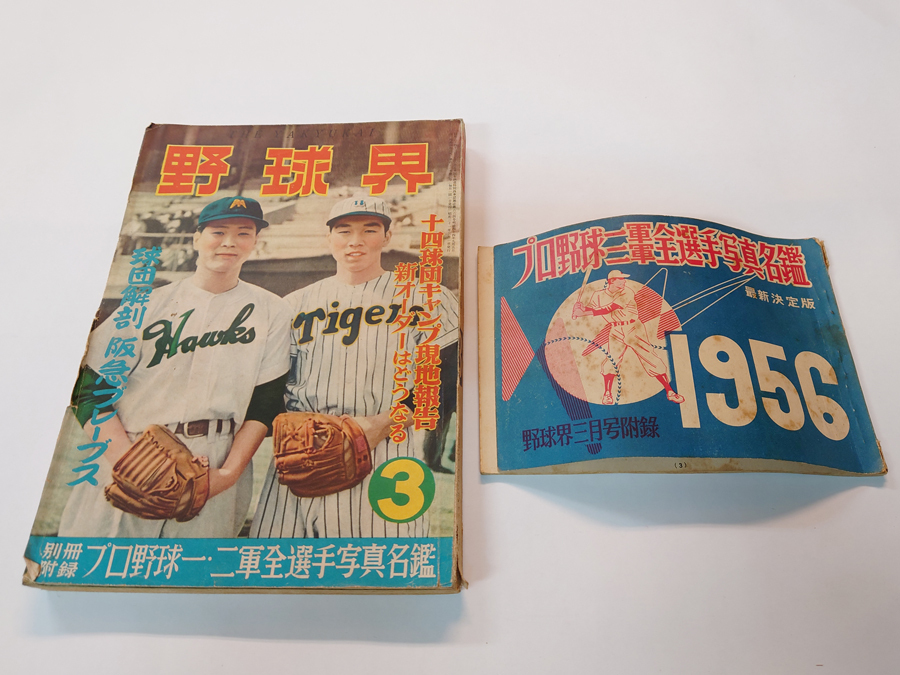 THE YAKYUKAI
野球界
十四球団キャンプ現地報告
新オーダーはどうなる
球団解剖 阪急ブレーブス
Hawks
Tigers
3
別冊附録 プロ野球一・二軍全選手写真名鑑
プロ野球一二軍全選手写真名鑑
最新決定版
1956
野球界三月号附録
(3)